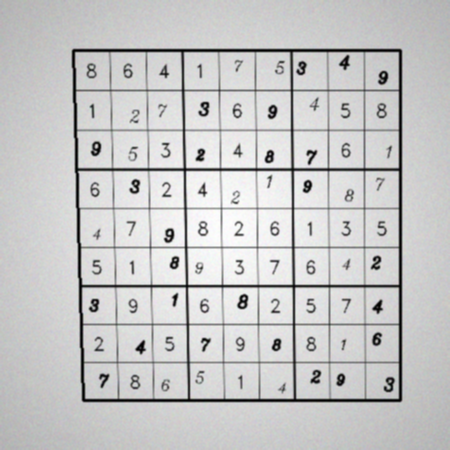 8 6 4 1 7 5 3 4 9
1 2 7 3 6 9 4 5 8
9 5 3 2 4 8 7 6 1
6 3 2 4 2 1 9 8 7
4 7 9 8 2 6 1 3 5
5 1 8 9 3 7 6 4 2
3 9 1 6 8 2 5 7 4
2 4 5 7 9 8 8 1 6
7 8 6 5 1 4 2 9 3